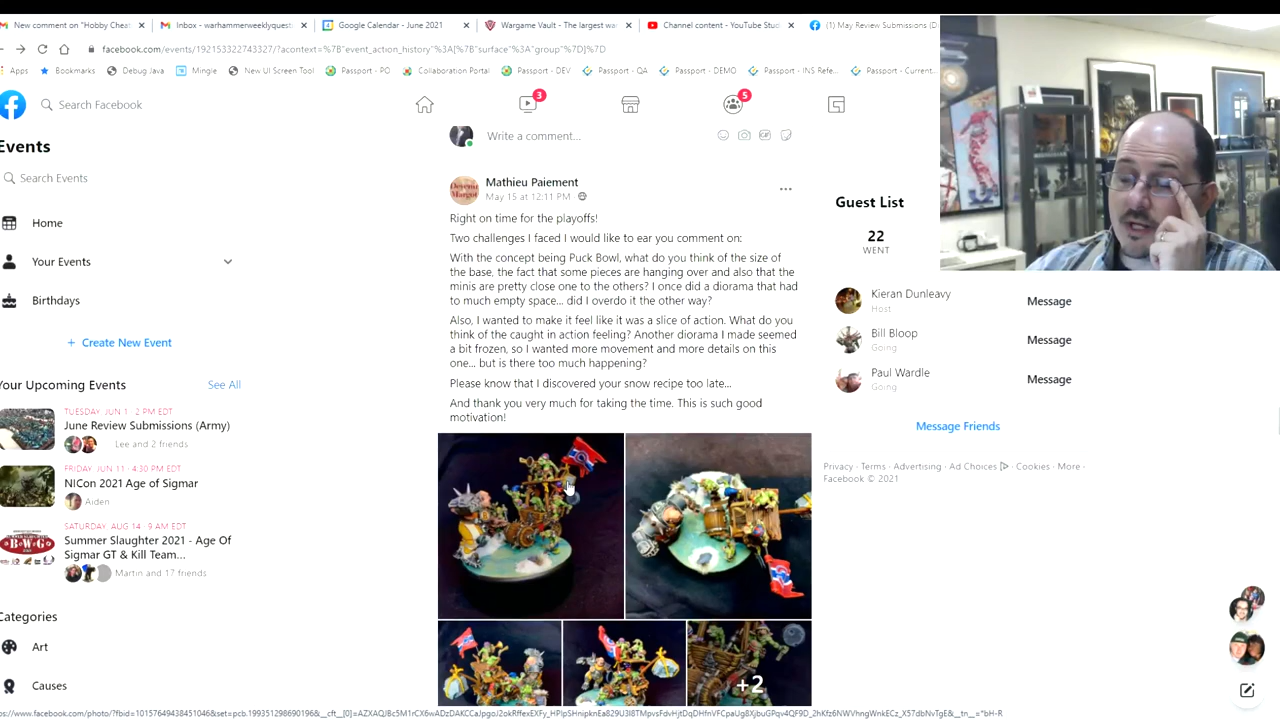 New comment on "Hobby Cheat
Inbox - warhammerweeklyquest
Google Calendar - June 2021
Wargame Vault - The largest wa
Channel content - YouTube Stud
(1) May Review Submissions (D
facebook.com/events/192153322743327/?acontext=%7B"event_action_history"%3A[%7B"surface"%3A"group"%7D]%7D
Apps
Bookmarks
Debug Java
Mingle
New UI Screen Tool
Passport - PO
Collaboration Portal
Passport - DEV
Passport - QA
Passport - DEMO
Passport - INS Refe...
Passport - Current...
Search Facebook
3
5
Events
Search Events
Home
Your Events
Birthdays
+ Create New Event
Your Upcoming Events
See All
TUESDAY, JUN 1 · 2 PM EDT
June Review Submissions (Army)
Lee and 2 friends
FRIDAY, JUN 11 · 4:30 PM EDT
NICon 2021 Age of Sigmar
Aiden
SATURDAY, AUG 14 · 9 AM EDT
Summer Slaughter 2021 - Age Of
Sigmar GT & Kill Team...
Martin and 17 friends
BWG
Categories
Art
Causes
Write a comment...
GIF
Devenir
Margot
Mathieu Paiement
May 15 at 12:11 PM
Right on time for the playoffs!
Two challenges I faced I would like to ear you comment on:
With the concept being Puck Bowl, what do you think of the size of
the base, the fact that some pieces are hanging over and also that the
minis are pretty close one to the others? I once did a diorama that had
to much empty space... did I overdo it the other way?
Also, I wanted to make it feel like it was a slice of action. What do you
think of the caught in action feeling? Another diorama I made seemed
a bit frozen, so I wanted more movement and more details on this
one... but is there too much happening?
Please know that I discovered your snow recipe too late...
And thank you very much for taking the time. This is such good
motivation!
+2
Guest List
22
WENT
Kieran Dunleavy
Host
Message
Bill Bloop
Going
Message
Paul Wardle
Going
Message
Message Friends
Privacy · Terms · Advertising · Ad Choices · Cookies · More ·
Facebook © 2021